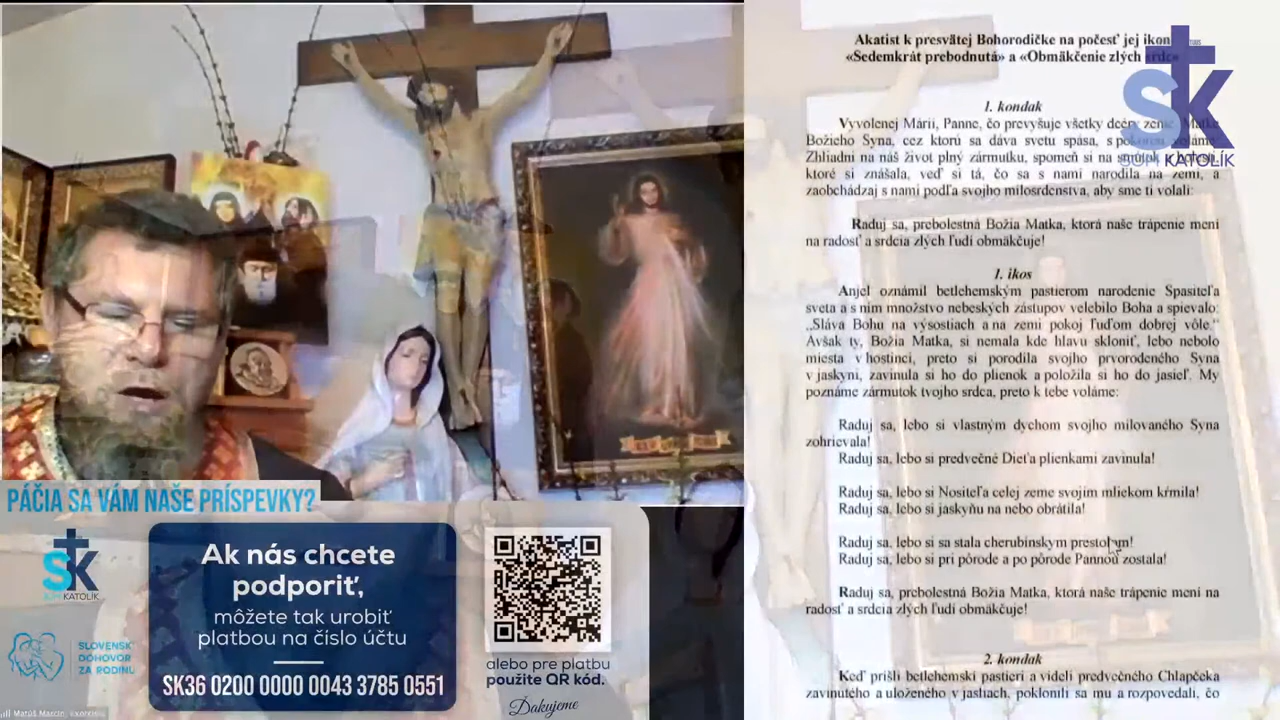 PÁČIA SA VÁM NAŠE PRÍSPEVKY?
SK
SOM KATOLÍK
SLOVENSK
DOHOVOR
ZA RODINU
Ak nás chcete
podporiť,
môžete tak urobiť
platbou na číslo účtu
SK36 0200 0000 0043 3785 0551
alebo pre platbu
použite QR kód.
Ďakujeme
Akatist k presvätej Bohorodičke na počesť jej ikon
«Sedemkrát prebodnutá» a «Obmäkčenie zlých sŕdc»
SK
SOM KATOLÍK
1. kondak
Vyvolenej Márii, Panne, čo prevyšuje všetky dcéry zeme, Matke
Božieho Syna, cez ktorú sa dáva svetu spása, s pokorou voláme:
Zhliadni na náš život plný zármutku, spomeň si na smútok a bolesti,
ktoré si znášala, veď si tá, čo sa s nami narodila na zemi, a
zaobchádzaj s nami podľa svojho milosrdenstva, aby sme ti volali:
Raduj sa, prebolestná Božia Matka, ktorá naše trápenie mení
na radosť a srdcia zlých ľudí obmäkčuje!
1. ikos
Anjel oznámil betlehemským pastierom narodenie Spasiteľa
sveta a s ním množstvo nebeských zástupov velebilo Boha a spievalo:
„Sláva Bohu na výsostiach a na zemi pokoj ľuďom dobrej vôle.“
Avšak ty, Božia Matka, si nemala kde hlavu skloniť, lebo nebolo
miesta v hostinci, preto si porodila svojho prvorodeného Syna
v jaskyni, zavinula si ho do plienok a položila si ho do jasieľ. My
poznáme zármutok tvojho srdca, preto k tebe voláme:
Raduj sa, lebo si vlastným dychom svojho milovaného Syna
zohrievala!
Raduj sa, lebo si predvečné Dieťa plienkami zavinula!
Raduj sa, lebo si Nositeľa celej zeme svojím mliekom kŕmila!
Raduj sa, lebo si jaskyňu na nebo obrátila!
Raduj sa, lebo si sa stala cherubínskym prestolom!
Raduj sa, lebo si pri pôrode a po pôrode Pannou zostala!
Raduj sa, prebolestná Božia Matka, ktorá naše trápenie mení na
radosť a srdcia zlých ľudí obmäkčuje!
2. kondak
Keď prišli betlehemskí pastieri a videli predvečného Chlapčeka
zavinutého a uloženého v jasliach, poklonili sa mu a rozpovedali, čo